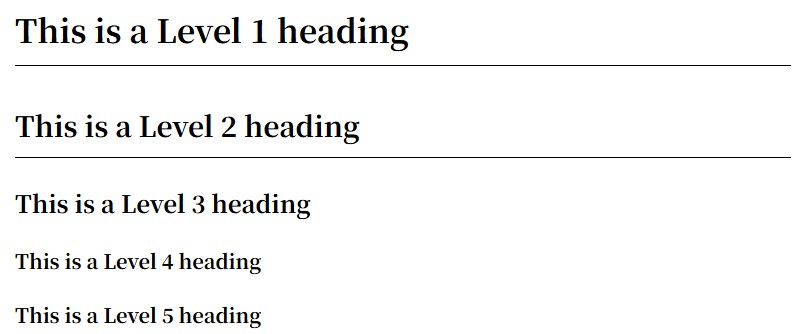 This is a Level 1 heading
This is a Level 2 heading
This is a Level 3 heading
This is a Level 4 heading
This is a Level 5 heading